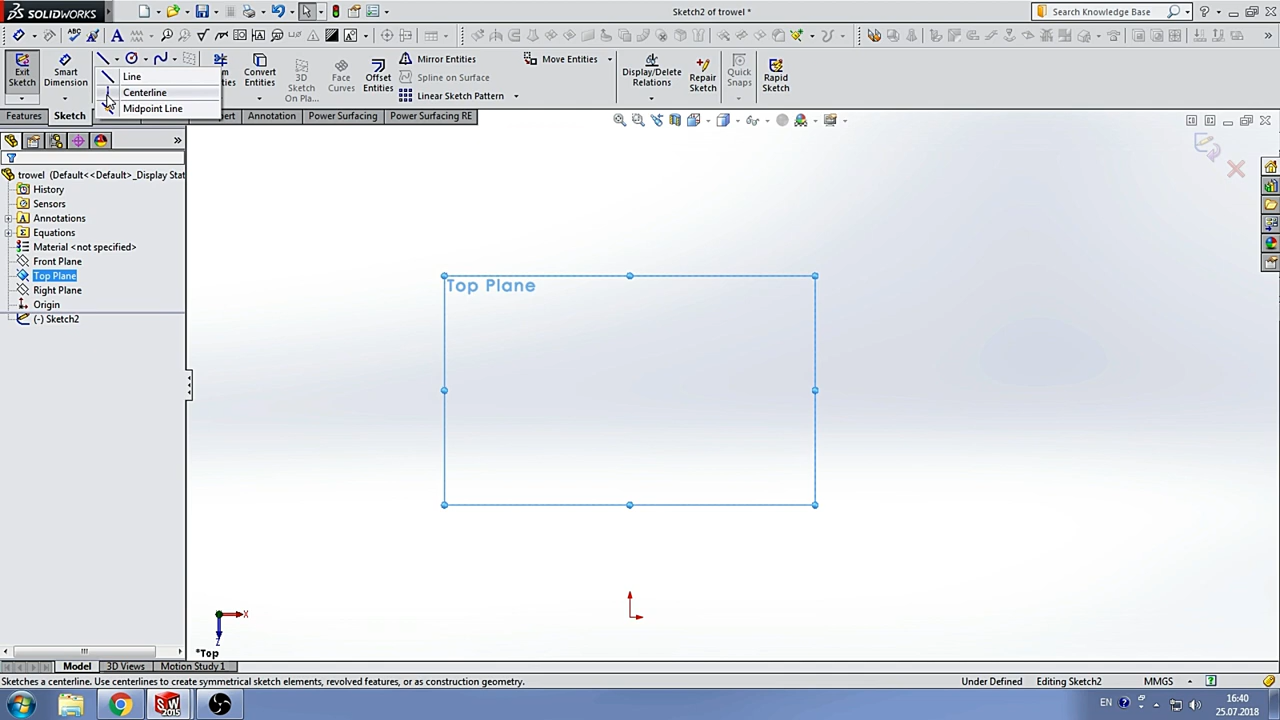 SOLIDWORKS
Sketch2 of trowel *
Search Knowledge Base
Exit Sketch
Smart Dimension
Line
Centerline
Midpoint Line
Convert Entities
3D Sketch On Pla...
Face Curves
Offset Entities
Mirror Entities
Spline on Surface
Linear Sketch Pattern
Move Entities
Display/Delete Relations
Repair Sketch
Quick Snaps
Rapid Sketch
Features
Sketch
Annotation
Power Surfacing
Power Surfacing RE
trowel (Default<<Default>_Display Stat
History
Sensors
Annotations
Equations
Material <not specified>
Front Plane
Top Plane
Right Plane
Origin
(-) Sketch2
Top Plane
X
Z
*Top
Model
3D Views
Motion Study 1
Sketches a centerline. Use centerlines to create symmetrical sketch elements, revolved features, or as construction geometry.
Under Defined
Editing Sketch2
MMGS
EN
16:40
25.07.2018